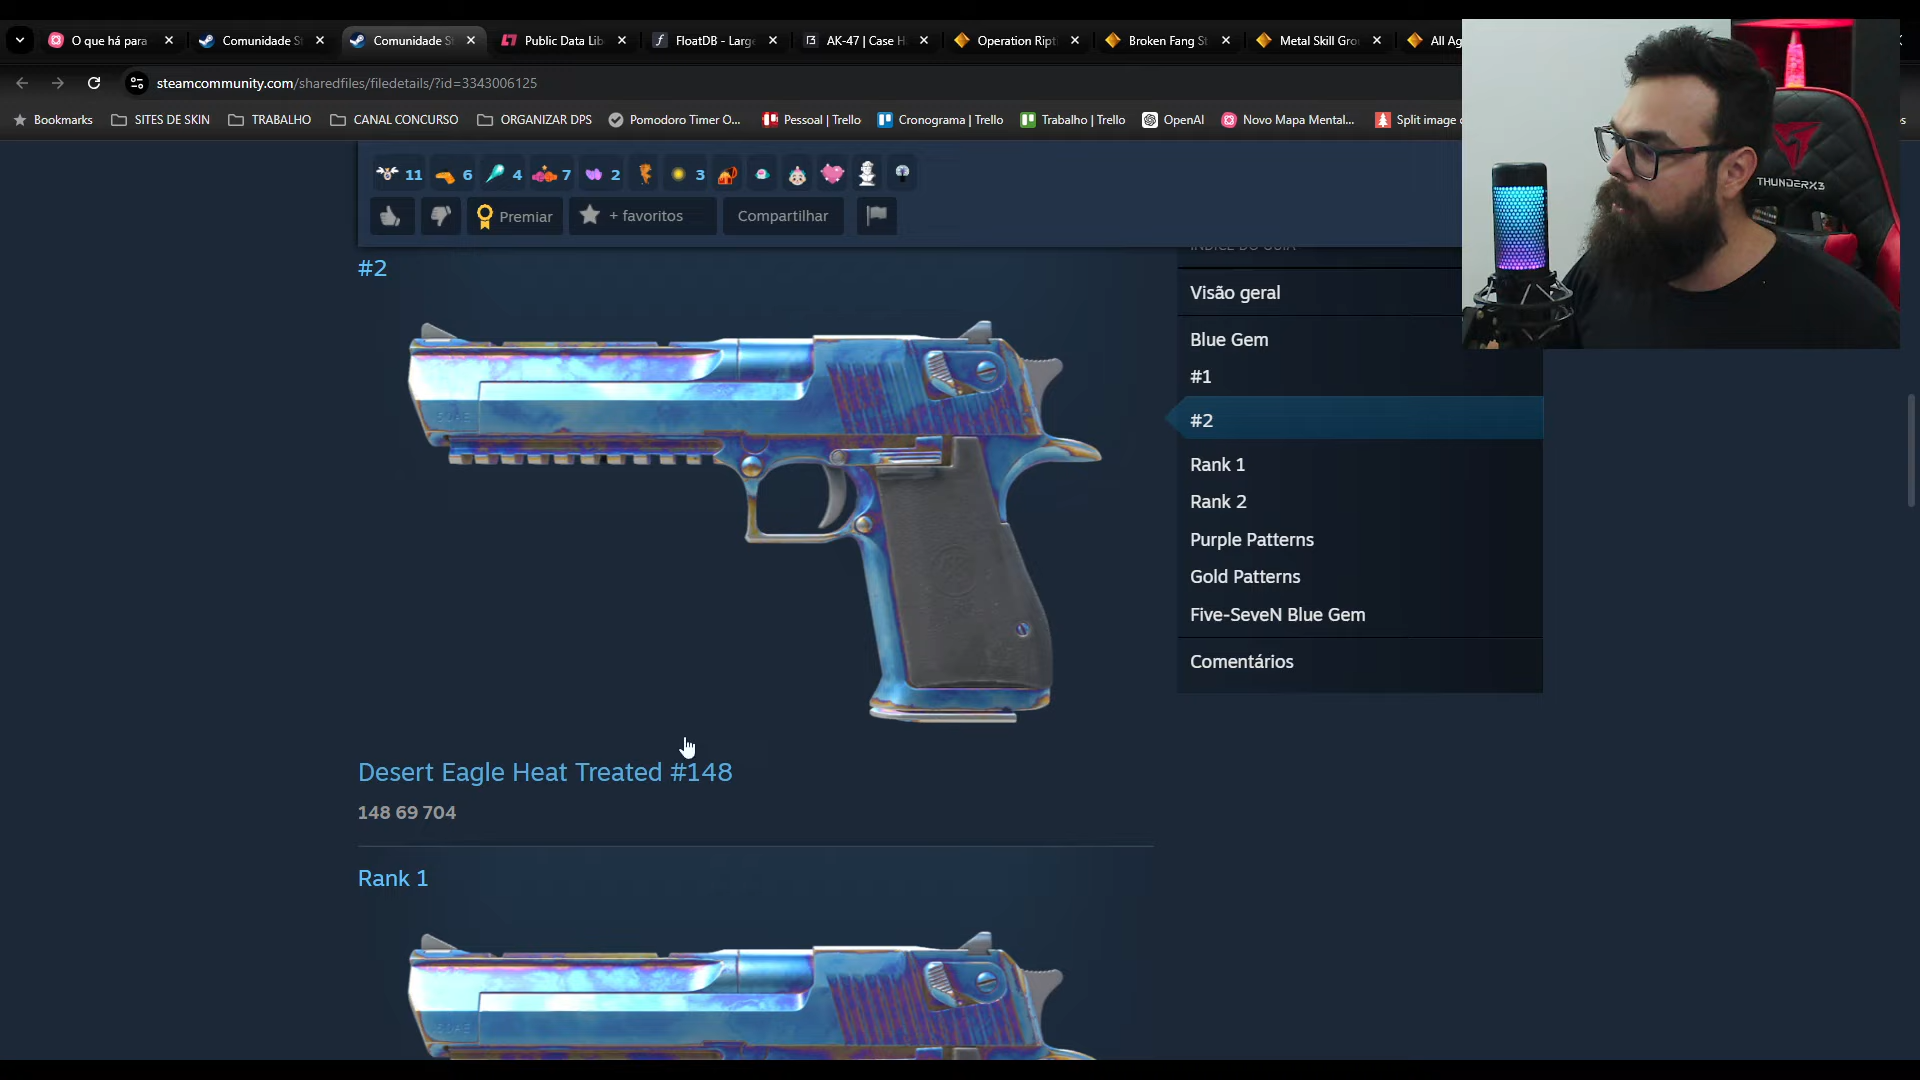 O que há para
Comunidade S
Comunidade S
Public Data Lib
FloatDB - Larg
AK-47 | Case H
Operation Ript
Broken Fang St
Metal Skill Gro
All Ag
steamcommunity.com/sharedfiles/filedetails/?id=3343006125
Bookmarks
SITES DE SKIN
TRABALHO
CANAL CONCURSO
ORGANIZAR DPS
Pomodoro Timer O...
Pessoal | Trello
Cronograma | Trello
Trabalho | Trello
OpenAI
Novo Mapa Mental...
Split image
THUNDERX3
11
6
4
7
2
3
Premiar
+ favoritos
Compartilhar
#2
ÍNDICE DO GUIA
Visão geral
Blue Gem
#1
#2
Rank 1
Rank 2
Purple Patterns
Gold Patterns
Five-SeveN Blue Gem
Comentários
Desert Eagle Heat Treated #148
148 69 704
Rank 1